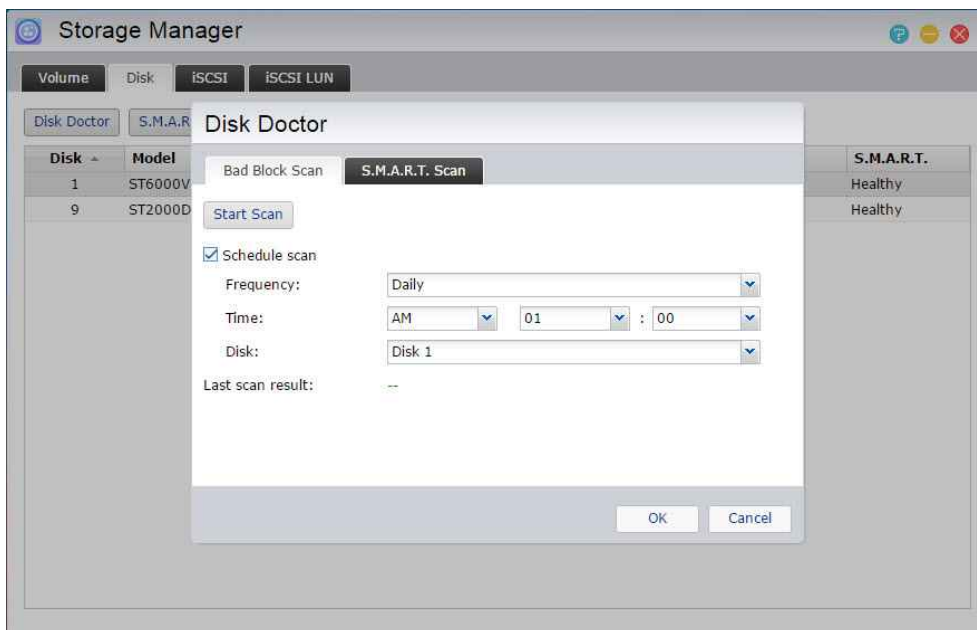 Storage Manager
Volume Disk iSCSI iSCSI LUN
Disk Doctor S.M.A.R
Disk Model S.M.A.R.T.
1 ST6000V Healthy
9 ST2000D Healthy
Disk Doctor
Bad Block Scan S.M.A.R.T. Scan
Start Scan
Schedule scan
Frequency: Daily
Time: AM 01 : 00
Disk: Disk 1
Last scan result: --
OK Cancel